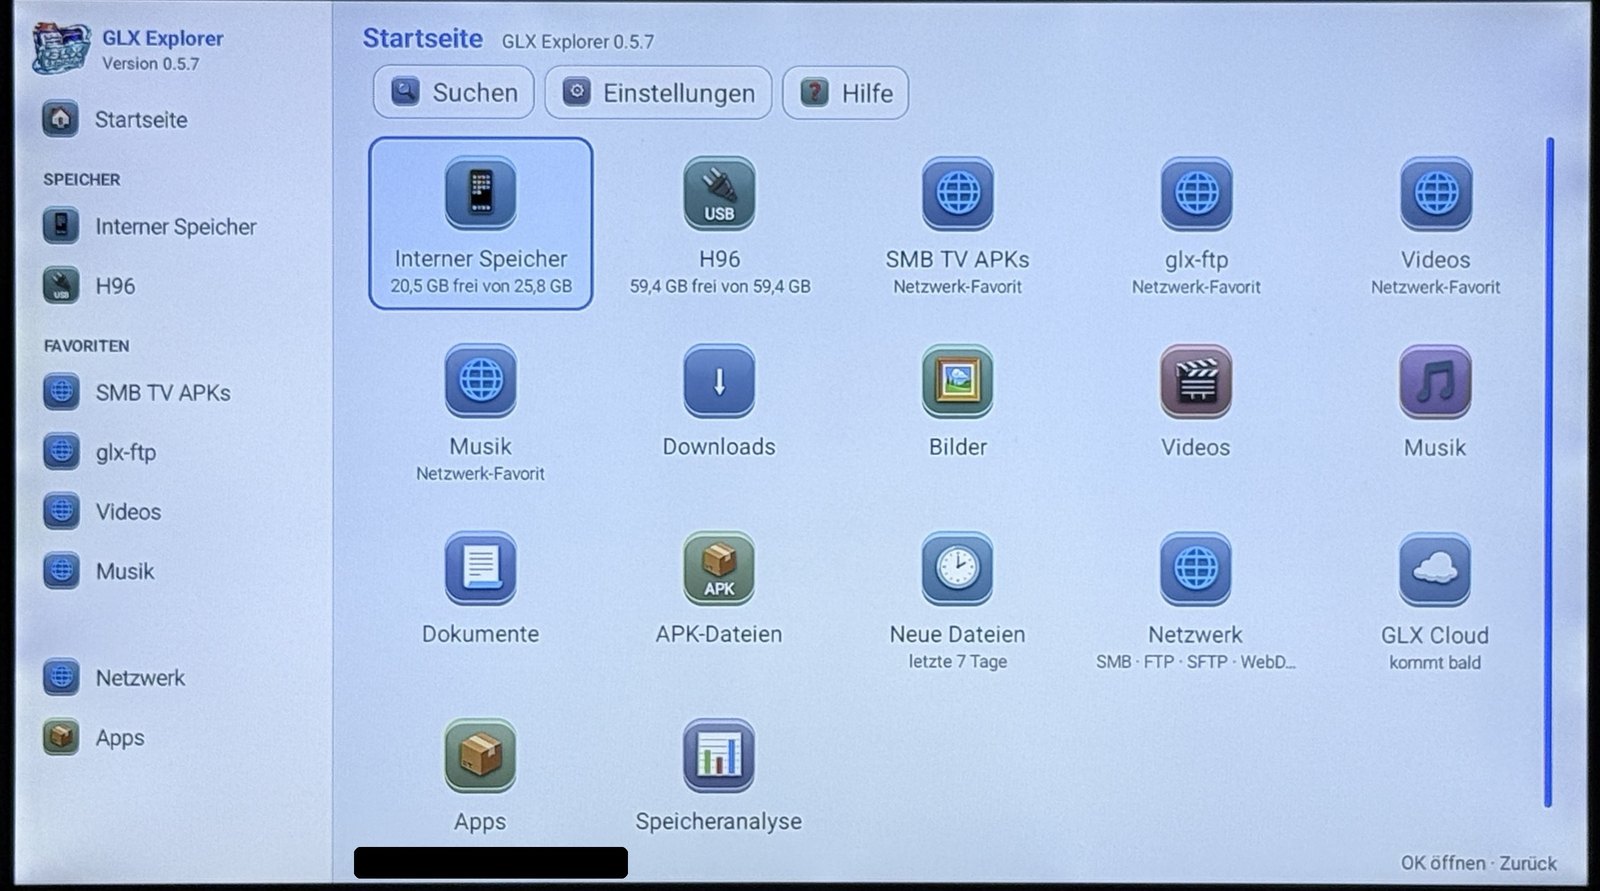 GLX Explorer
Version 0.5.7
Startseite
SPEICHER
Interner Speicher
USB
H96
FAVORITEN
SMB TV APKs
glx-ftp
Videos
Musik
Netzwerk
Apps
Startseite GLX Explorer 0.5.7
Suchen Einstellungen ? Hilfe
USB
Interner Speicher H96 SMB TV APKs glx-ftp Videos
20,5 GB frei von 25,8 GB 59,4 GB frei von 59,4 GB Netzwerk-Favorit Netzwerk-Favorit Netzwerk-Favorit
Musik Downloads Bilder Videos Musik
Netzwerk-Favorit
APK
Dokumente APK-Dateien Neue Dateien Netzwerk GLX Cloud
letzte 7 Tage SMB · FTP · SFTP · WebD... kommt bald
Apps Speicheranalyse
OK öffnen · Zurück